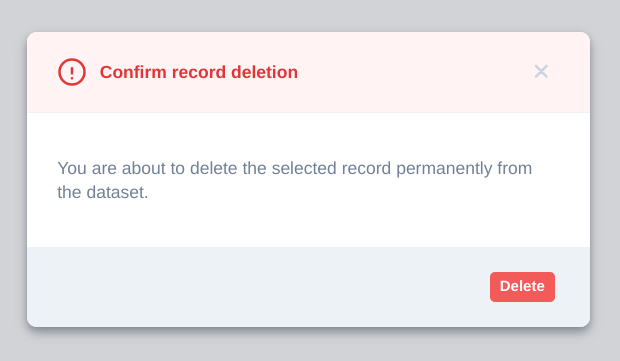 Confirm record deletion
You are about to delete the selected record permanently from
the dataset.
Delete